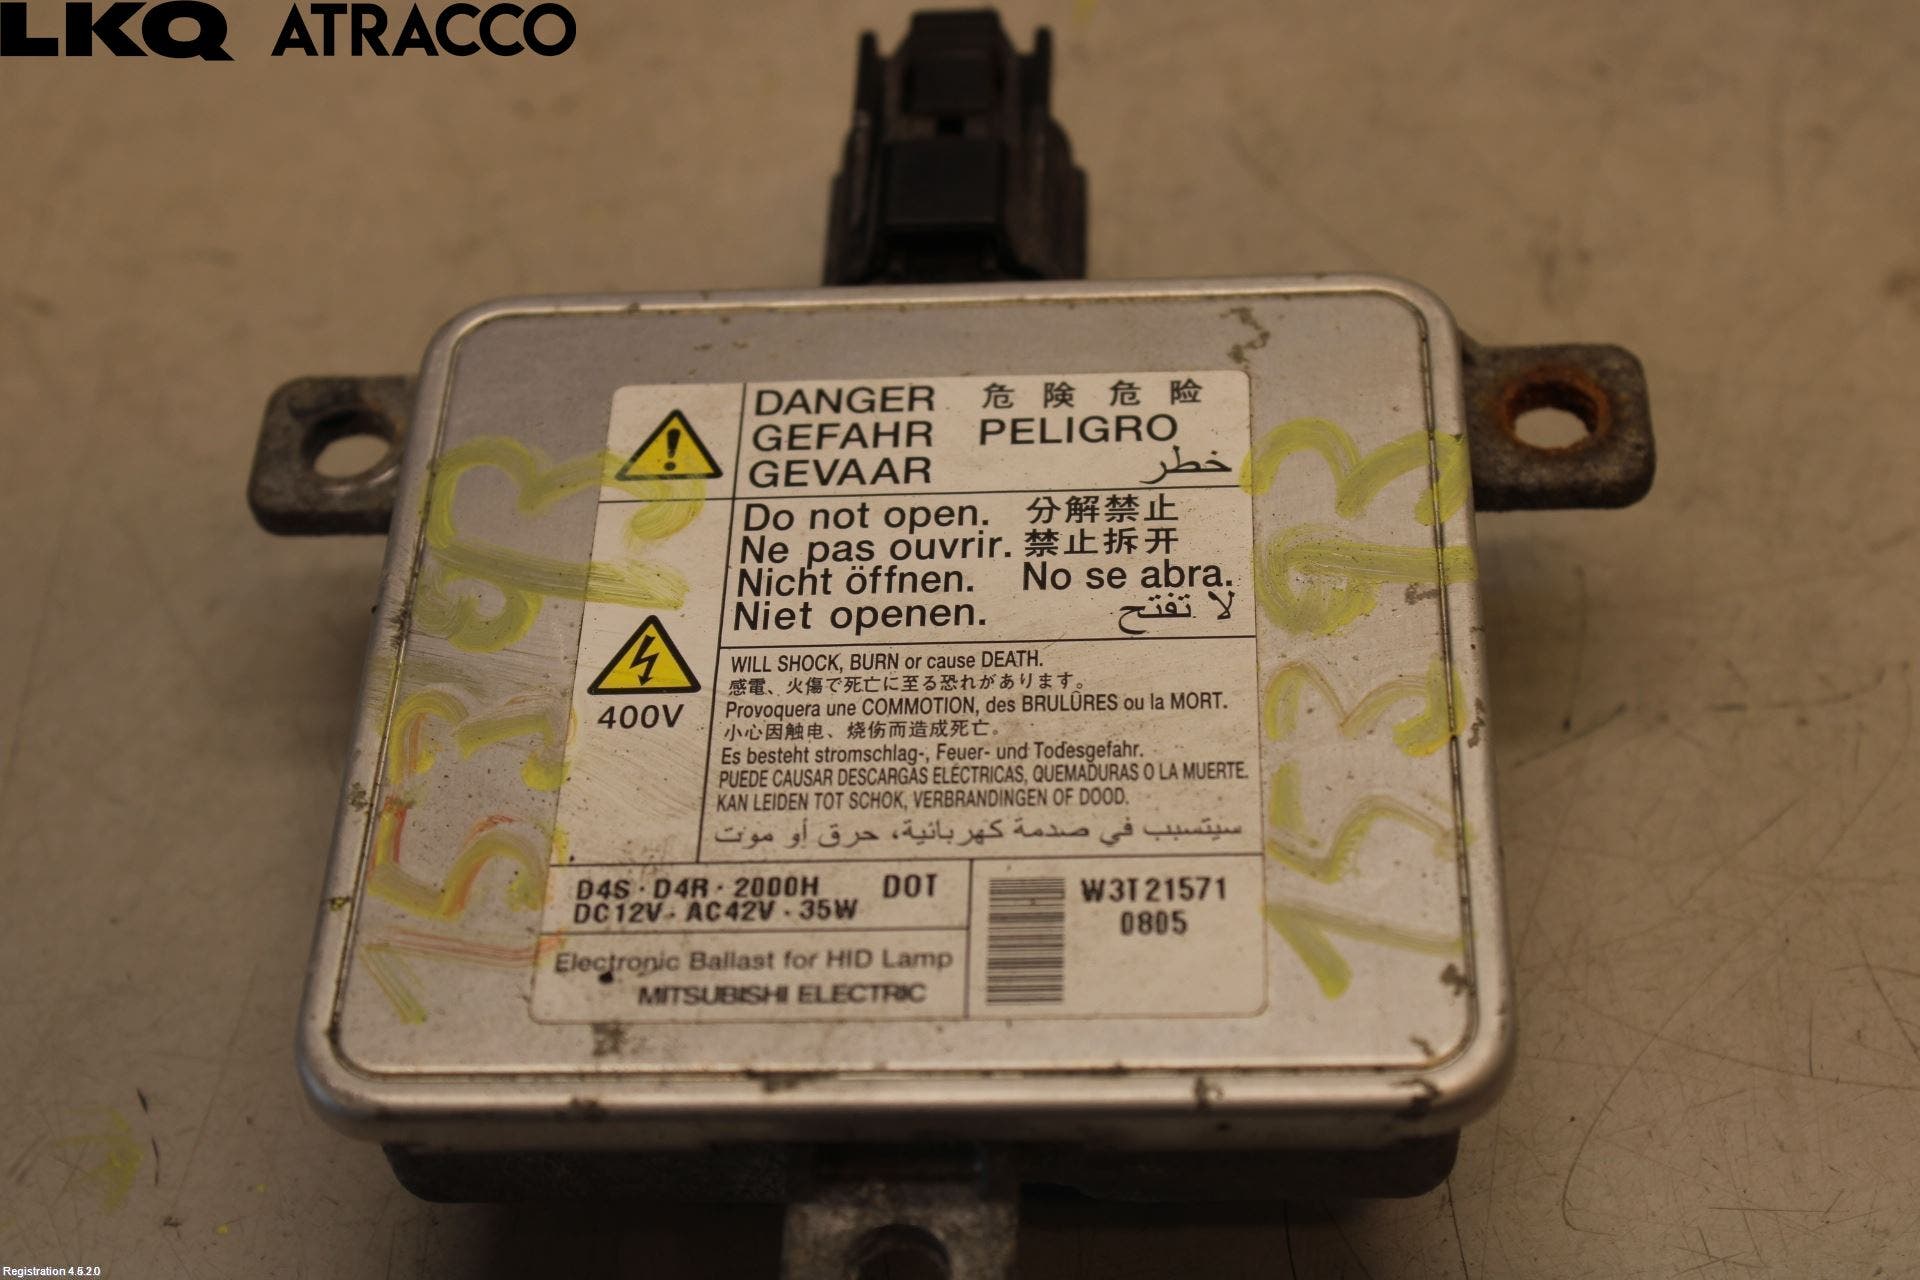 LKQ ATRACCO
DANGER 危 険 危 险
GEFAHR PELIGRO
GEVAAR خطر
Do not open. 分解禁止
Ne pas ouvrir. 禁止拆开
Nicht öffnen. No se abra.
Niet openen. لا تفتح
400V
WILL SHOCK, BURN or cause DEATH.
感電、火傷で死亡に至る恐れがあります。
Provoquera une COMMOTION, des BRULÛRES ou la MORT.
小心因触电、烧伤而造成死亡。
Es besteht stromschlag-, Feuer- und Todesgefahr.
PUEDE CAUSAR DESCARGAS ELÉCTRICAS, QUEMADURAS O LA MUERTE.
KAN LEIDEN TOT SCHOK, VERBRANDINGEN OF DOOD.
سيتسبب في صدمة كهربائية، حرق أو موت
D4S · D4R · 2000H DOT
DC12V · AC42V · 35W
Electronic Ballast for HID Lamp
MITSUBISHI ELECTRIC
W3T21571
0805
Registration 4.5.2.0